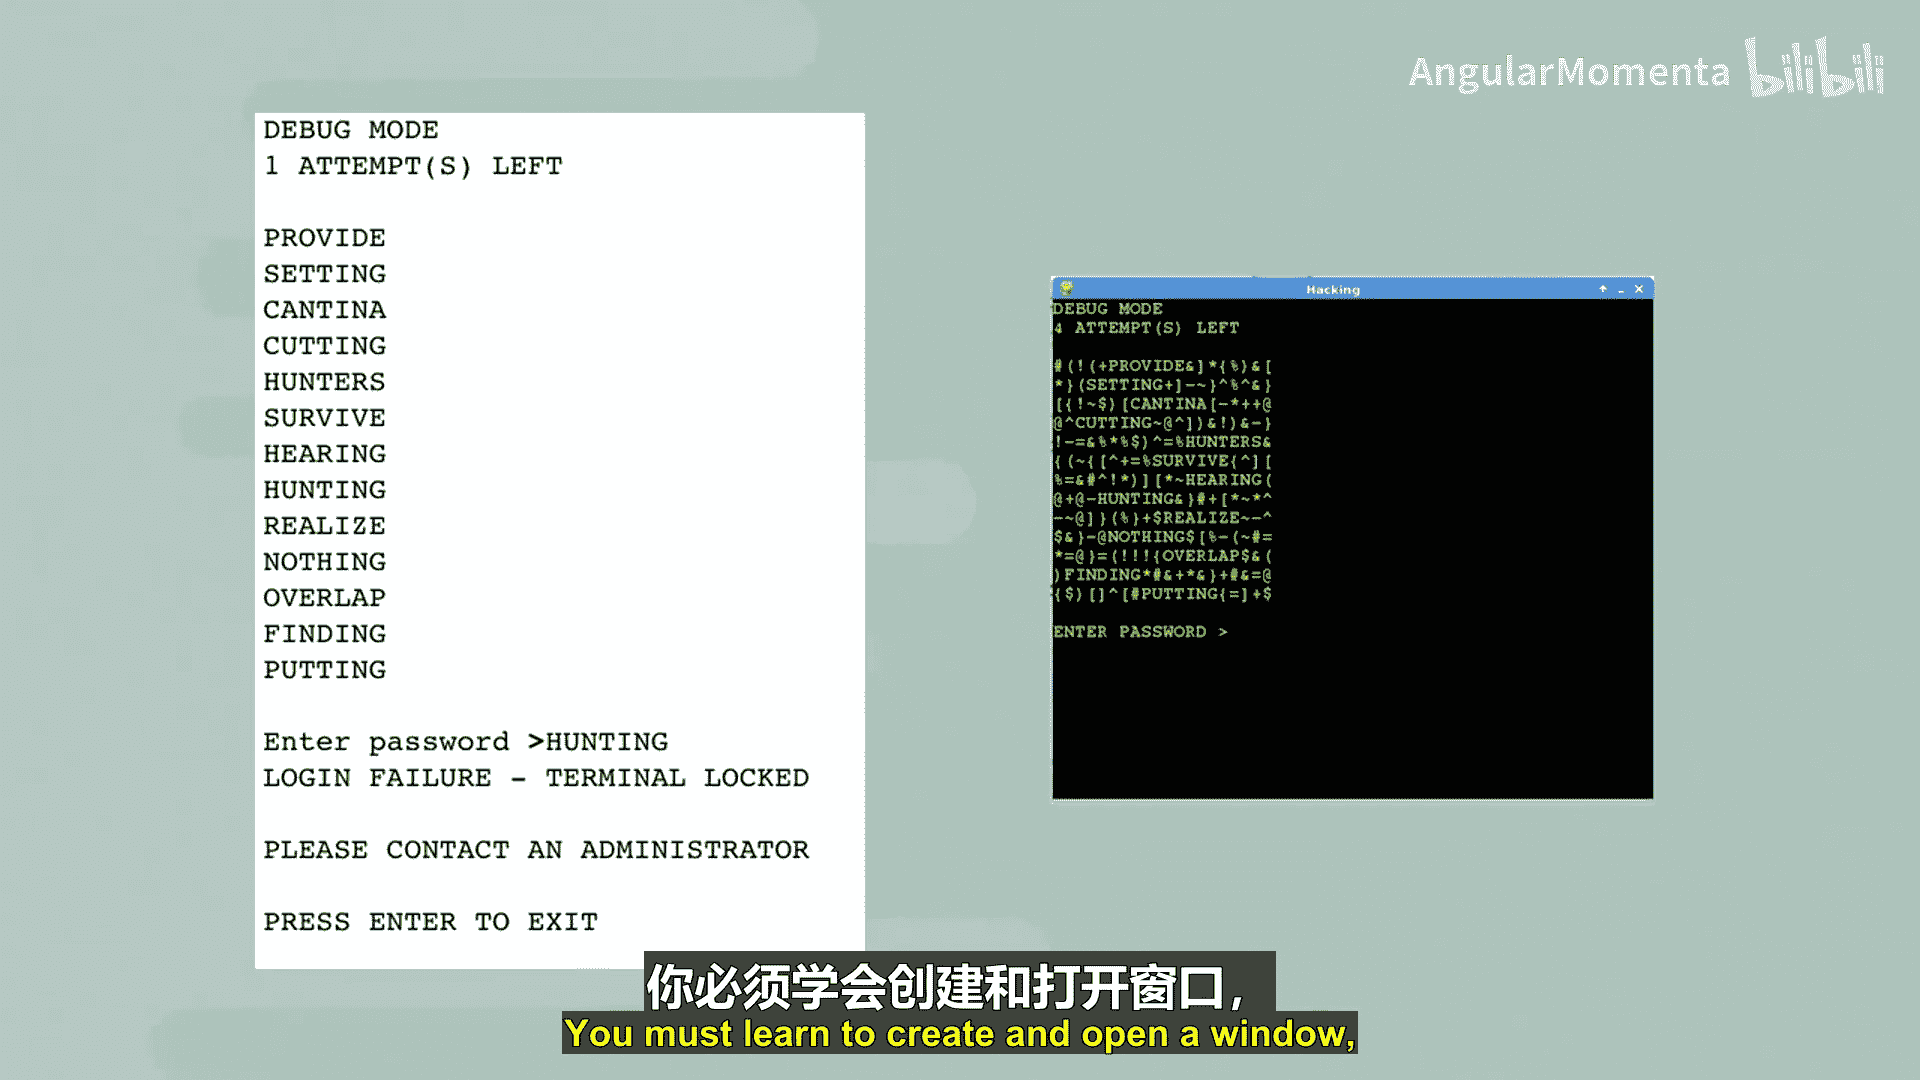 AngularMomenta bilibili
DEBUG MODE
1 ATTEMPT(S) LEFT
PROVIDE
SETTING
CANTINA
CUTTING
HUNTERS
SURVIVE
HEARING
HUNTING
REALIZE
NOTHING
OVERLAP
FINDING
PUTTING
Enter password >HUNTING
LOGIN FAILURE - TERMINAL LOCKED
PLEASE CONTACT AN ADMINISTRATOR
PRESS ENTER TO EXIT
Hacking
DEBUG MODE
4 ATTEMPT(S) LEFT
#(!(+PROVIDE&]*{%)&[
*}(SETTING+]-~}^%^&}
[{!~$)[CANTINA[-*++@
@^CUTTING~@^])&!)&-}
!-=&%*%$)^=%HUNTERS&
{(~{[^+=%SURVIVE{^][
%=&#^!*)][*~HEARING(
@+@-HUNTING&}#+[*~*^
-~@]}(%}+$REALIZE~-^
$&}-@NOTHING$[%-(~#=
*=@}=(!!!{OVERLAP$&(
)FINDING*#&+*&}+#&=@
{$)[]^[#PUTTING{=]+$
ENTER PASSWORD >
你必须学会创建和打开窗口，
You must learn to create and open a window,